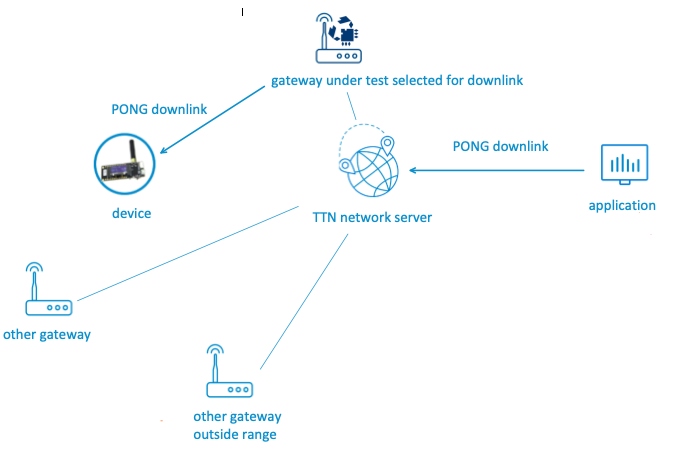 gateway under test selected for downlink
PONG downlink
PONG downlink
device
application
TTN network server
other gateway
other gateway
outside range